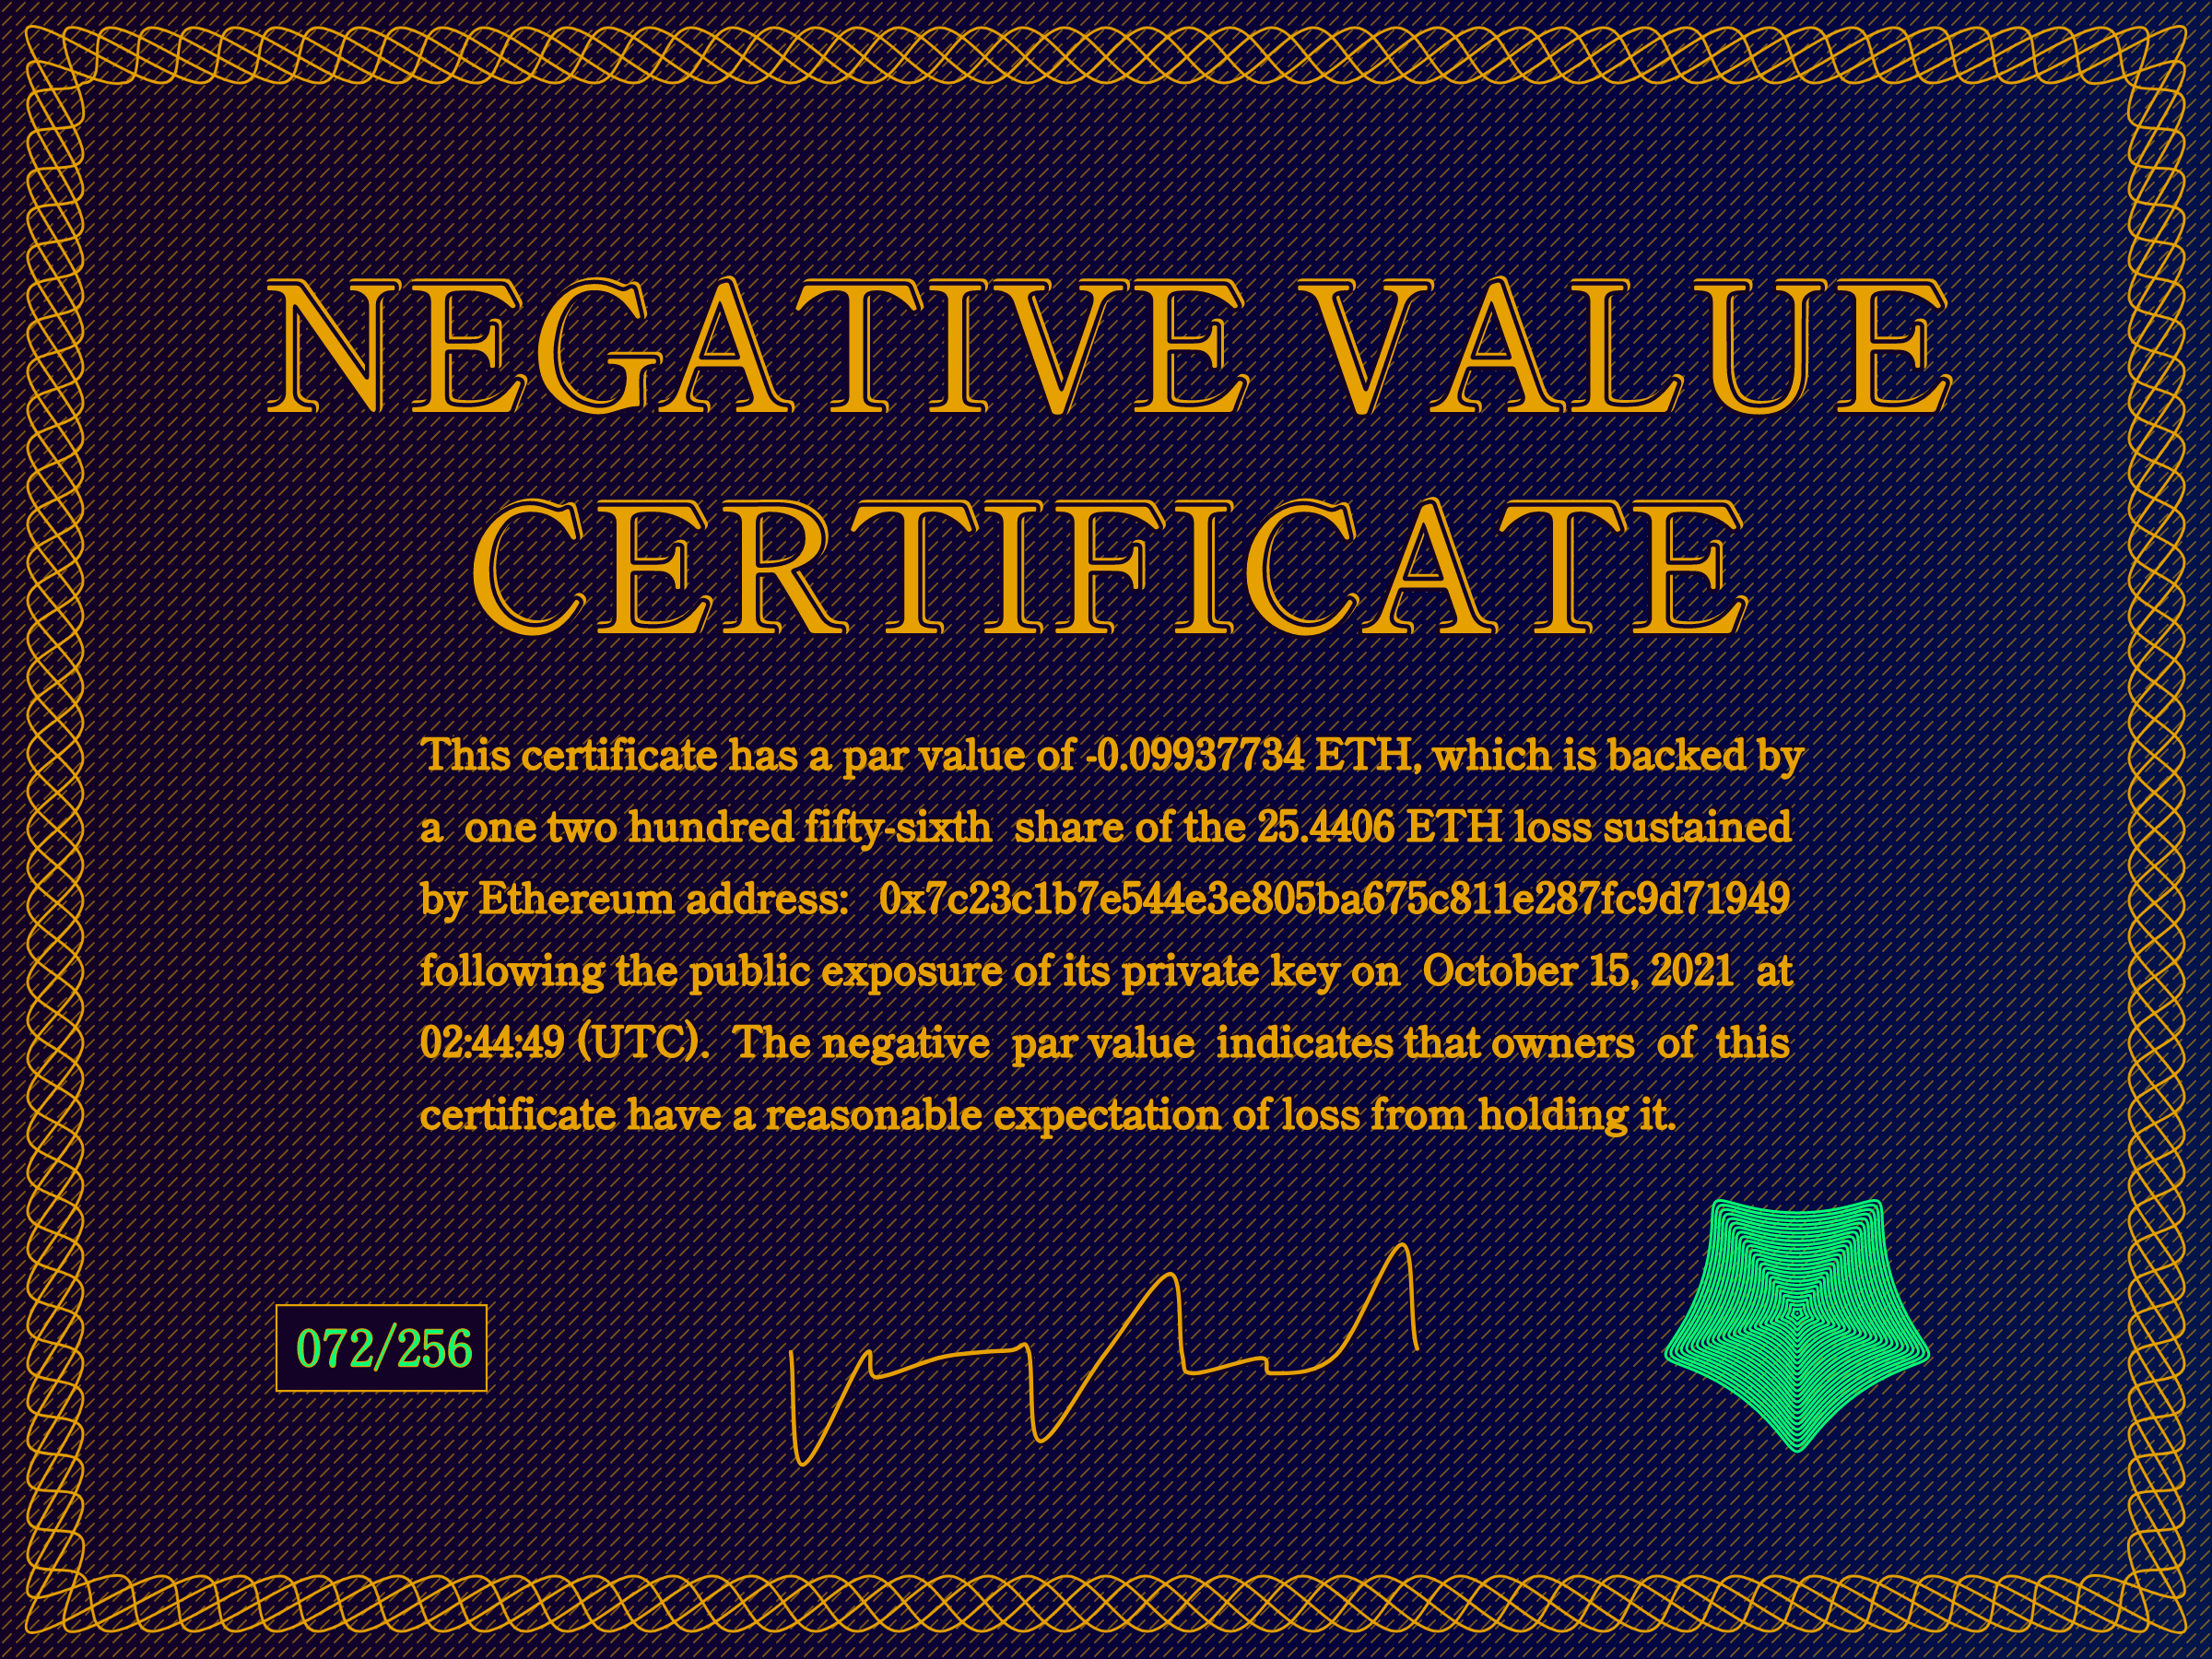 NEGATIVE VALUE
CERTIFICATE
This certificate has a par value of -0.09937734 ETH, which is backed by
a one two hundred fifty-sixth share of the 25.4406 ETH loss sustained
by Ethereum address: 0x7c23c1b7e544e3e805ba675c811e287fc9d71949
following the public exposure of its private key on October 15, 2021 at
02:44:49 (UTC). The negative par value indicates that owners of this
certificate have a reasonable expectation of loss from holding it.
072/256